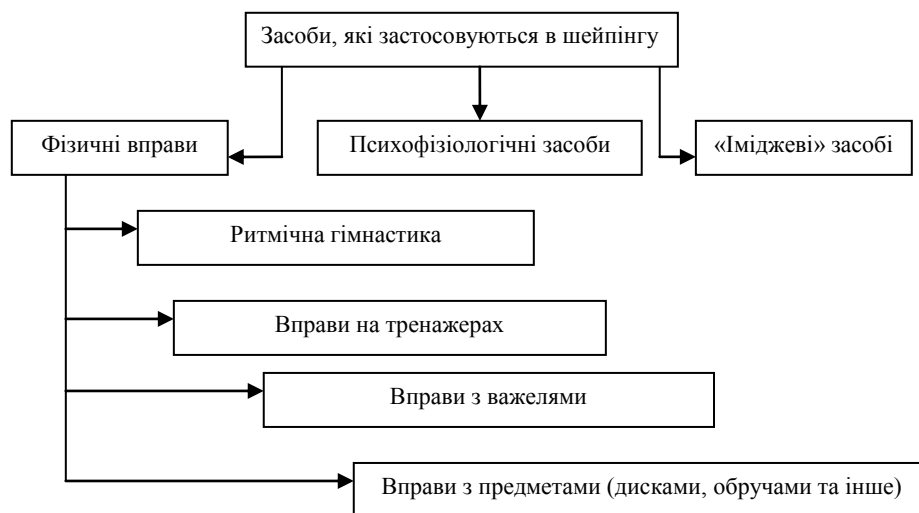 Засоби, які застосовуються в шейпінгу
Фізичні вправи
Психофізіологічні засоби
«Іміджеві» засобі
Ритмічна гімнастика
Вправи на тренажерах
Вправи з важелями
Вправи з предметами (дисками, обручами та інше)